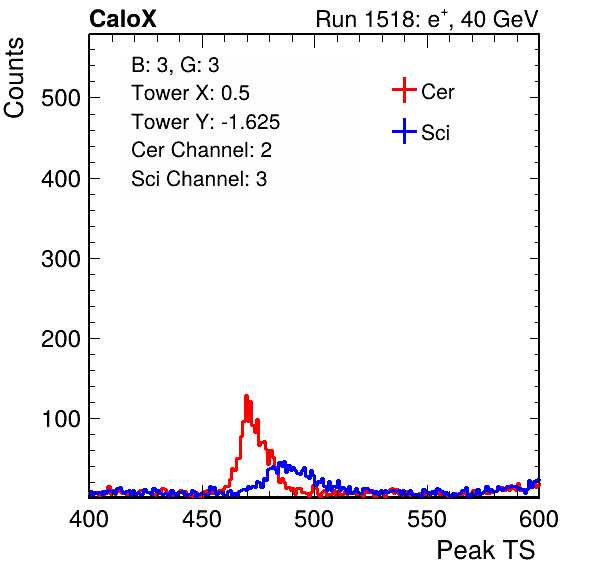 CaloX Run 1518: e+, 40 GeV
Counts
B: 3, G: 3
Tower X: 0.5
Tower Y: -1.625
Cer Channel: 2
Sci Channel: 3
Cer
Sci
500
400
300
200
100
400 450 500 550 600
Peak TS